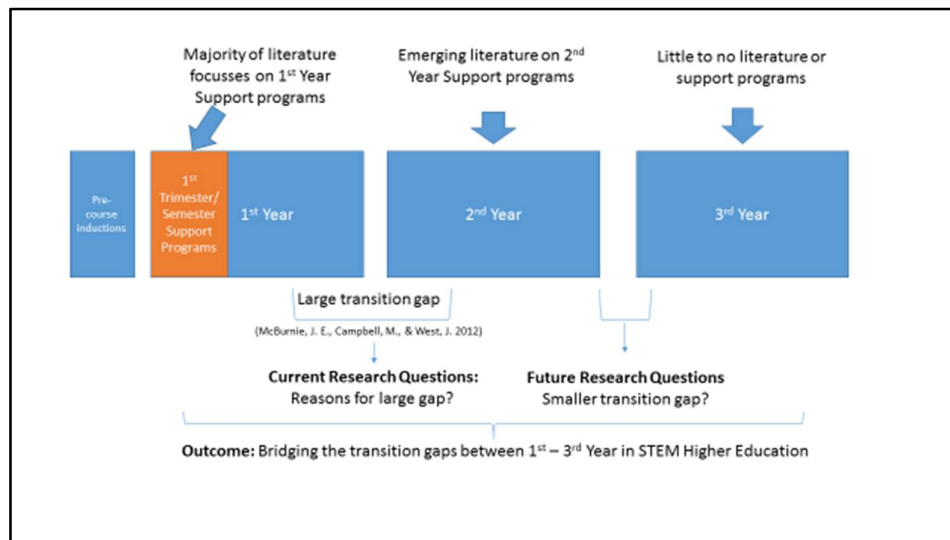 Majority of literature
focusses on 1st Year
Support programs
Emerging literature on 2nd
Year Support programs
Little to no literature or
support programs
Pre-
course
inductions
1st
Trimester/
Semester
Support
Programs
1st Year
2nd Year
3rd Year
Large transition gap
(McBurnie, J. E., Campbell, M., & West, J. 2012)
Current Research Questions:
Reasons for large gap?
Future Research Questions
Smaller transition gap?
Outcome: Bridging the transition gaps between 1st – 3rd Year in STEM Higher Education